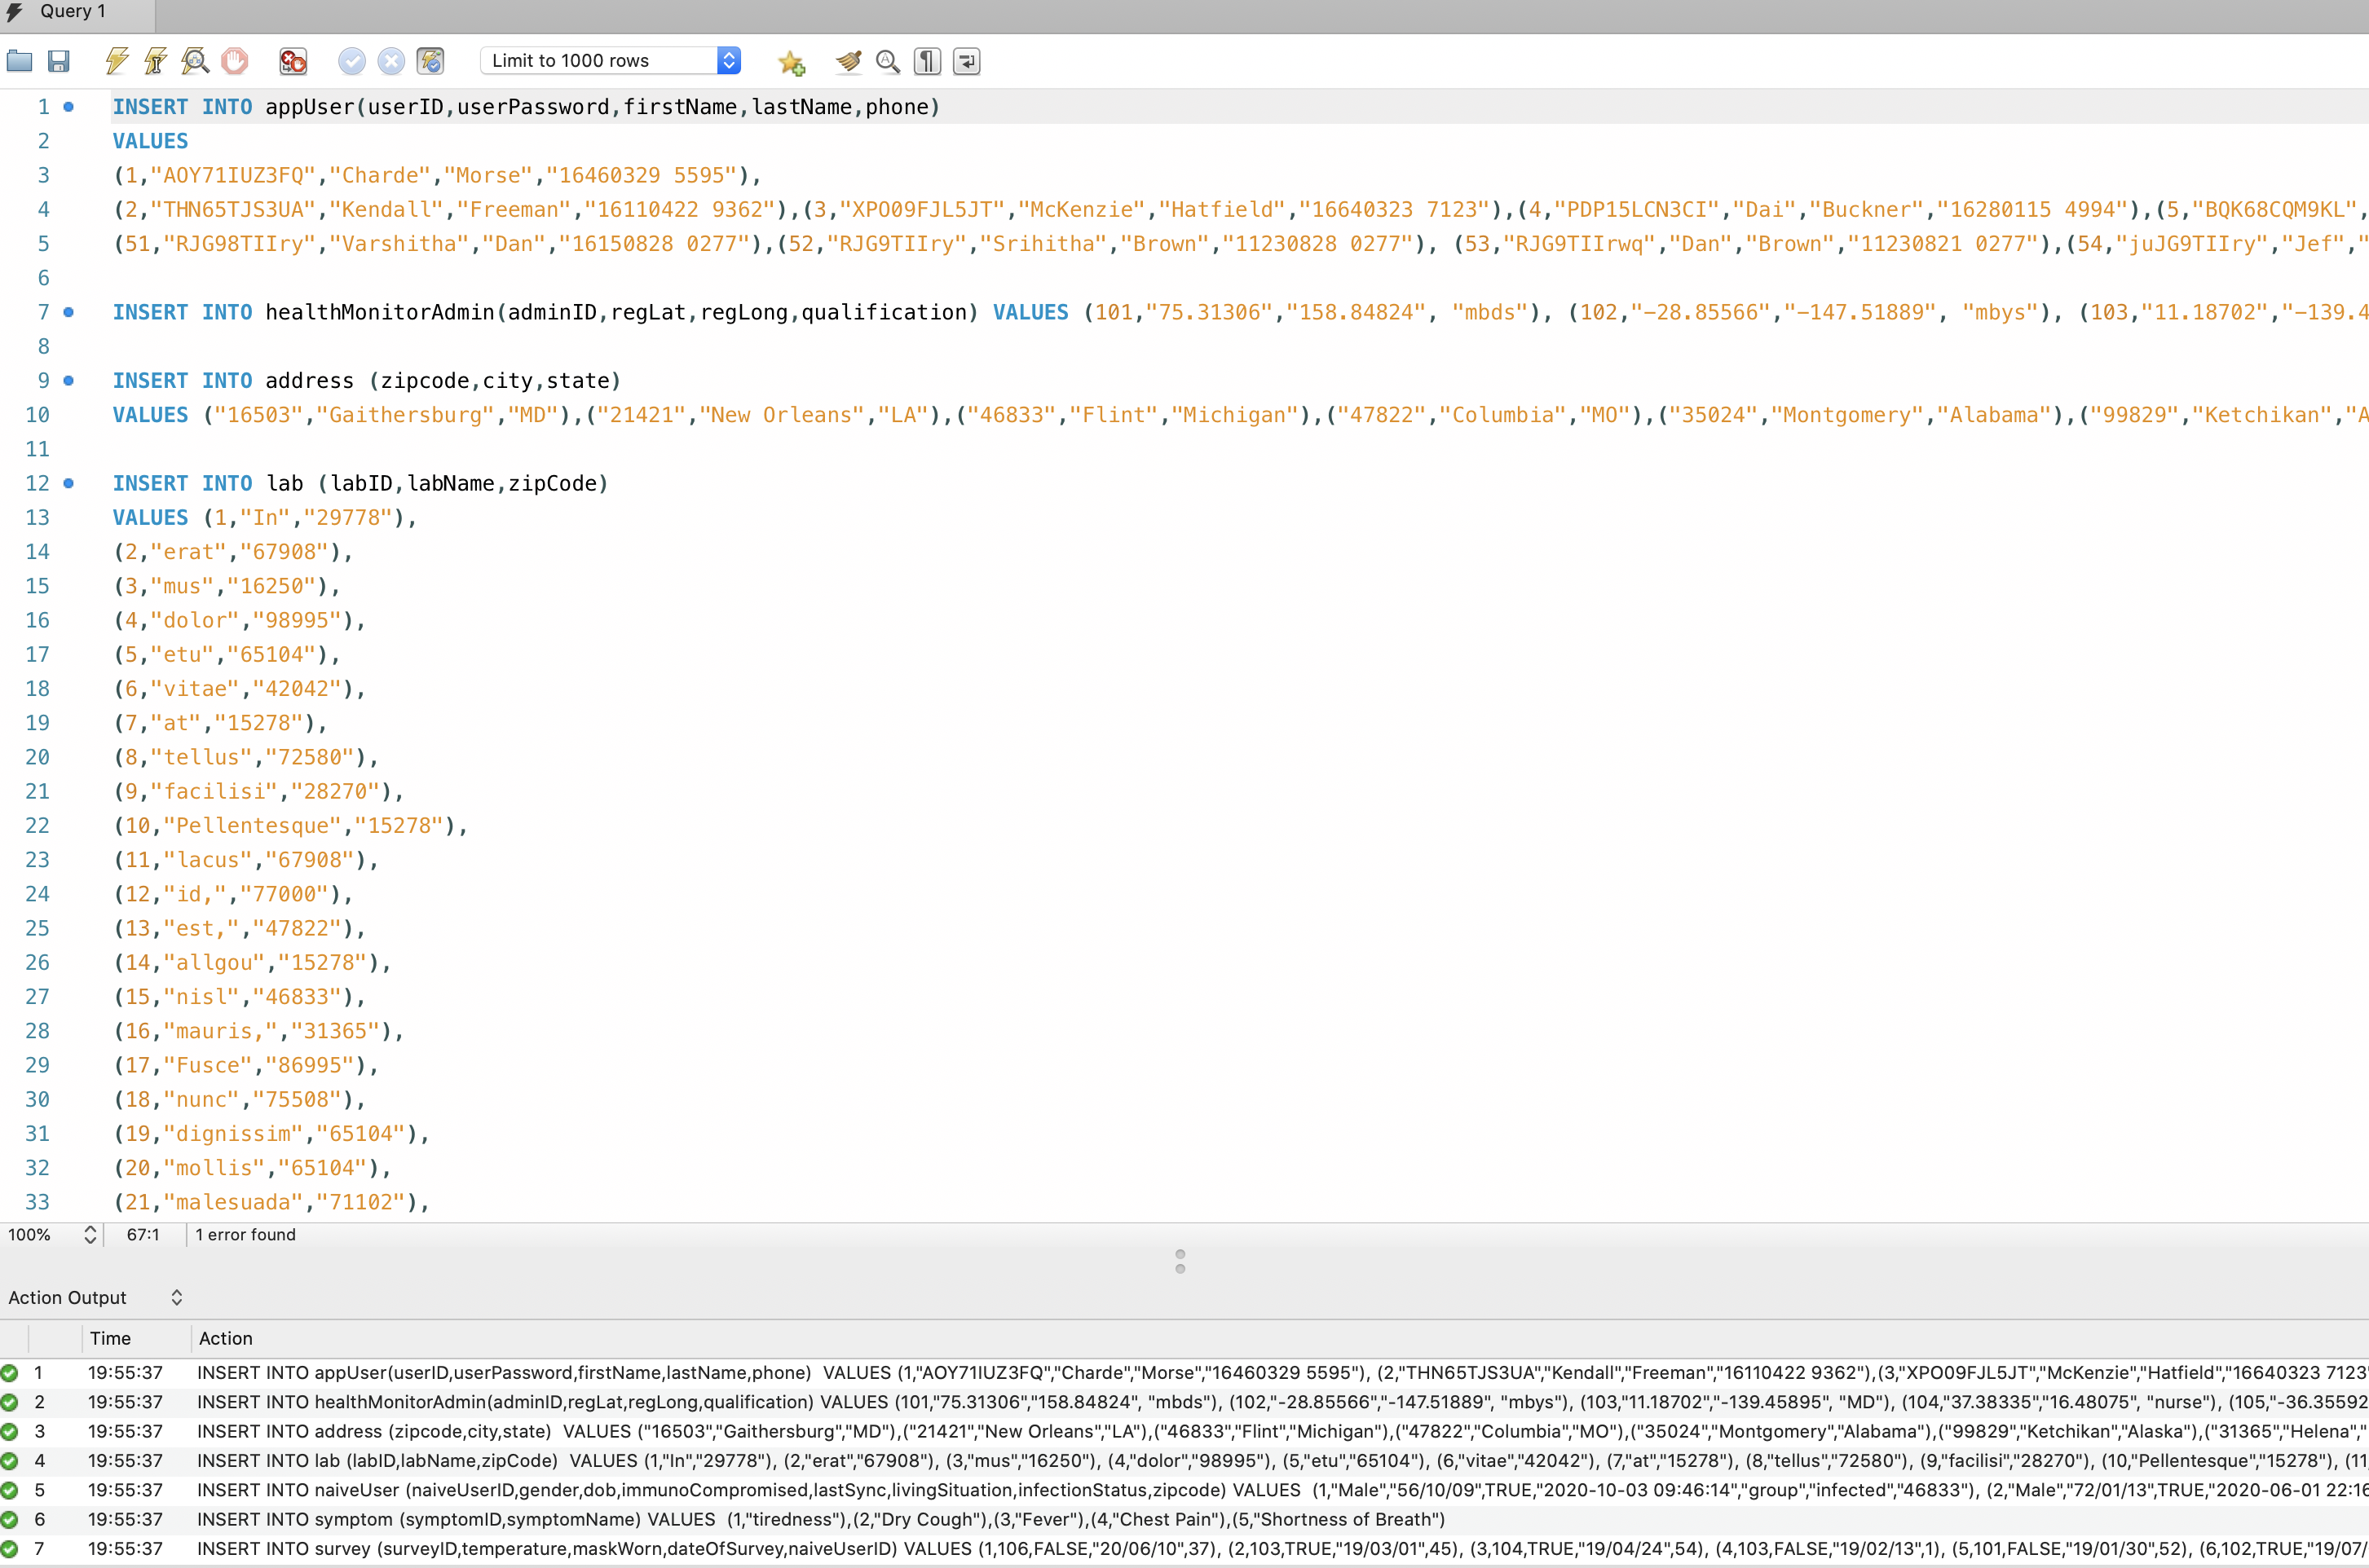 Query 1
Limit to 1000 rows
1 INSERT INTO appUser(userID,userPassword,firstName,lastName,phone)
2 VALUES
3 (1,"AOY71IUZ3FQ","Charde","Morse","16460329 5595"),
4 (2,"THN65TJS3UA","Kendall","Freeman","16110422 9362"),(3,"XPO09FJL5JT","McKenzie","Hatfield","16640323 7123"),(4,"PDP15LCN3CI","Dai","Buckner","16280115 4994"),(5,"BQK68CQM9KL",
5 (51,"RJG98TIIry","Varshitha","Dan","16150828 0277"),(52,"RJG9TIIry","Srihitha","Brown","11230828 0277"), (53,"RJG9TIIrwq","Dan","Brown","11230821 0277"),(54,"juJG9TIIry","Jef","
6
7 INSERT INTO healthMonitorAdmin(adminID,regLat,regLong,qualification) VALUES (101,"75.31306","158.84824", "mbds"), (102,"-28.85566","-147.51889", "mbys"), (103,"11.18702","-139.4
8
9 INSERT INTO address (zipcode,city,state)
10 VALUES ("16503","Gaithersburg","MD"),("21421","New Orleans","LA"),("46833","Flint","Michigan"),("47822","Columbia","MO"),("35024","Montgomery","Alabama"),("99829","Ketchikan","A
11
12 INSERT INTO lab (labID,labName,zipCode)
13 VALUES (1,"In","29778"),
14 (2,"erat","67908"),
15 (3,"mus","16250"),
16 (4,"dolor","98995"),
17 (5,"etu","65104"),
18 (6,"vitae","42042"),
19 (7,"at","15278"),
20 (8,"tellus","72580"),
21 (9,"facilisi","28270"),
22 (10,"Pellentesque","15278"),
23 (11,"lacus","67908"),
24 (12,"id,","77000"),
25 (13,"est,","47822"),
26 (14,"allgou","15278"),
27 (15,"nisl","46833"),
28 (16,"mauris,","31365"),
29 (17,"Fusce","86995"),
30 (18,"nunc","75508"),
31 (19,"dignissim","65104"),
32 (20,"mollis","65104"),
33 (21,"malesuada","71102"),
100% 67:1 1 error found
Action Output
Time Action
1 19:55:37 INSERT INTO appUser(userID,userPassword,firstName,lastName,phone) VALUES (1,"AOY71IUZ3FQ","Charde","Morse","16460329 5595"), (2,"THN65TJS3UA","Kendall","Freeman","16110422 9362"),(3,"XPO09FJL5JT","McKenzie","Hatfield","16640323 7123"
2 19:55:37 INSERT INTO healthMonitorAdmin(adminID,regLat,regLong,qualification) VALUES (101,"75.31306","158.84824", "mbds"), (102,"-28.85566","-147.51889", "mbys"), (103,"11.18702","-139.45895", "MD"), (104,"37.38335","16.48075", "nurse"), (105,"-36.35592
3 19:55:37 INSERT INTO address (zipcode,city,state) VALUES ("16503","Gaithersburg","MD"),("21421","New Orleans","LA"),("46833","Flint","Michigan"),("47822","Columbia","MO"),("35024","Montgomery","Alabama"),("99829","Ketchikan","Alaska"),("31365","Helena","
4 19:55:37 INSERT INTO lab (labID,labName,zipCode) VALUES (1,"In","29778"), (2,"erat","67908"), (3,"mus","16250"), (4,"dolor","98995"), (5,"etu","65104"), (6,"vitae","42042"), (7,"at","15278"), (8,"tellus","72580"), (9,"facilisi","28270"), (10,"Pellentesque","15278"), (11
5 19:55:37 INSERT INTO naiveUser (naiveUserID,gender,dob,immunoCompromised,lastSync,livingSituation,infectionStatus,zipcode) VALUES (1,"Male","56/10/09",TRUE,"2020-10-03 09:46:14","group","infected","46833"), (2,"Male","72/01/13",TRUE,"2020-06-01 22:16
6 19:55:37 INSERT INTO symptom (symptomID,symptomName) VALUES (1,"tiredness"),(2,"Dry Cough"),(3,"Fever"),(4,"Chest Pain"),(5,"Shortness of Breath")
7 19:55:37 INSERT INTO survey (surveyID,temperature,maskWorn,dateOfSurvey,naiveUserID) VALUES (1,106,FALSE,"20/06/10",37), (2,103,TRUE,"19/03/01",45), (3,104,TRUE,"19/04/24",54), (4,103,FALSE,"19/02/13",1), (5,101,FALSE,"19/01/30",52), (6,102,TRUE,"19/07/